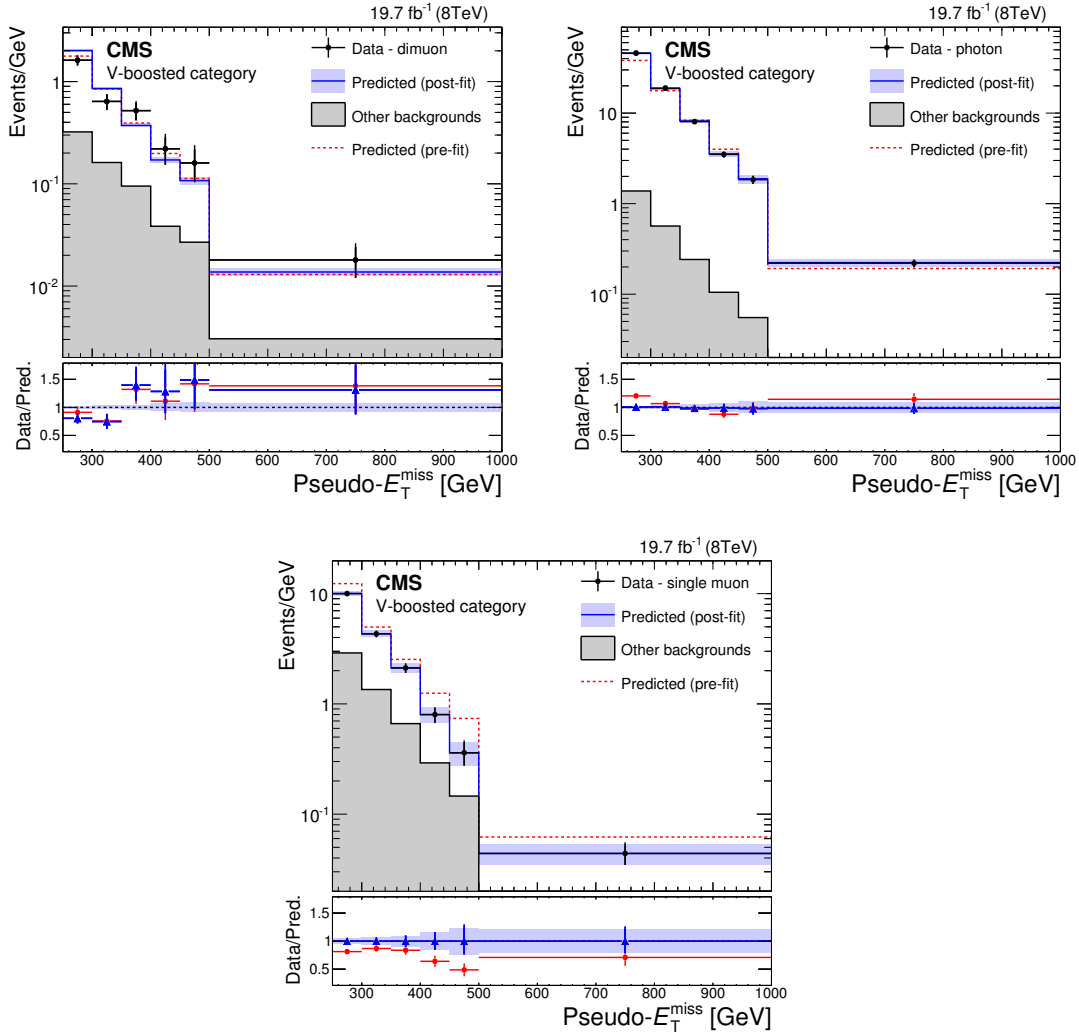 19.7 fb⁻¹ (8TeV)
CMS
V-boosted category
Data - dimuon
Predicted (post-fit)
Other backgrounds
Predicted (pre-fit)
Events/GeV
1
10⁻¹
10⁻²
Data/Pred.
1.5
1
0.5
300 400 500 600 700 800 900 1000
Pseudo-E_T^miss [GeV]
19.7 fb⁻¹ (8TeV)
CMS
V-boosted category
Data - photon
Predicted (post-fit)
Other backgrounds
Predicted (pre-fit)
Events/GeV
10
1
10⁻¹
Data/Pred.
1.5
1
0.5
300 400 500 600 700 800 900 1000
Pseudo-E_T^miss [GeV]
19.7 fb⁻¹ (8TeV)
CMS
V-boosted category
Data - single muon
Predicted (post-fit)
Other backgrounds
Predicted (pre-fit)
Events/GeV
10
1
10⁻¹
Data/Pred.
1.5
1
0.5
300 400 500 600 700 800 900 1000
Pseudo-E_T^miss [GeV]